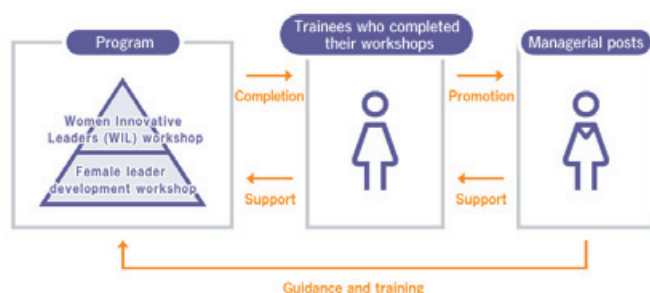 Program
Trainees who completed
their workshops
Managerial posts
Women Innovative
Leaders (WIL) workshop
Female leader
development workshop
Completion
Promotion
Support
Support
Guidance and training